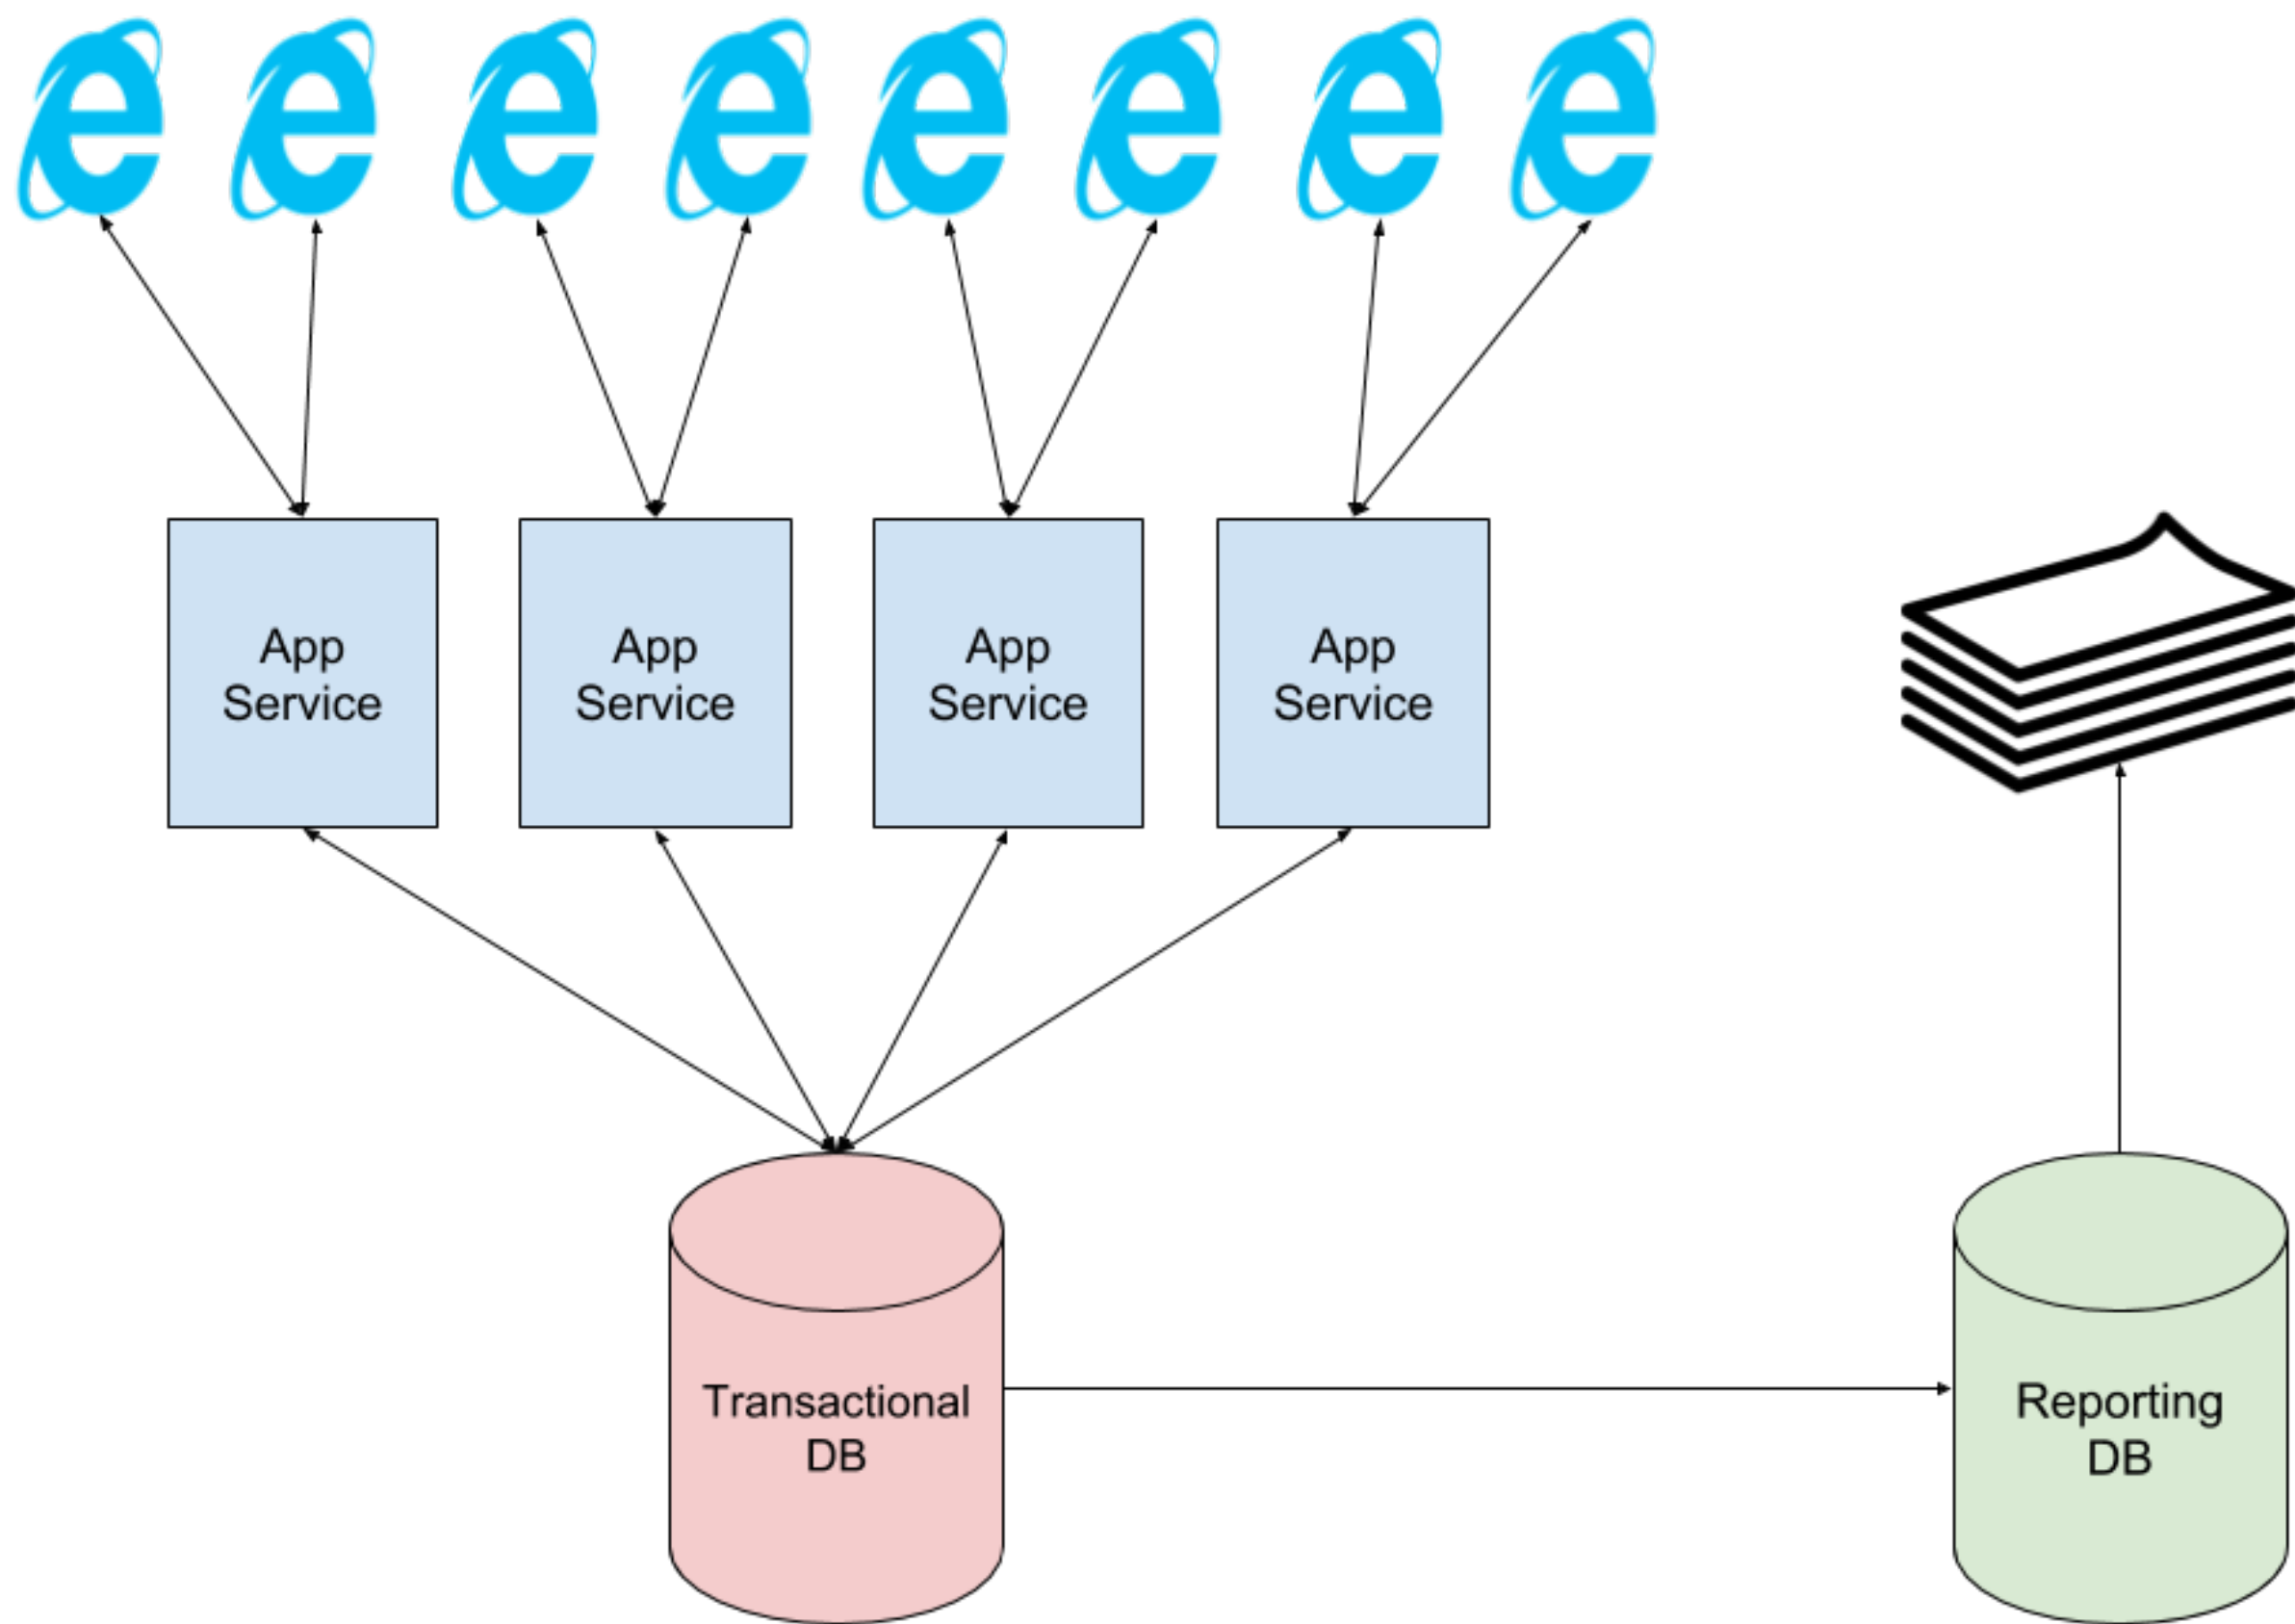 App
Service
App
Service
App
Service
App
Service
Transactional
DB
Reporting
DB